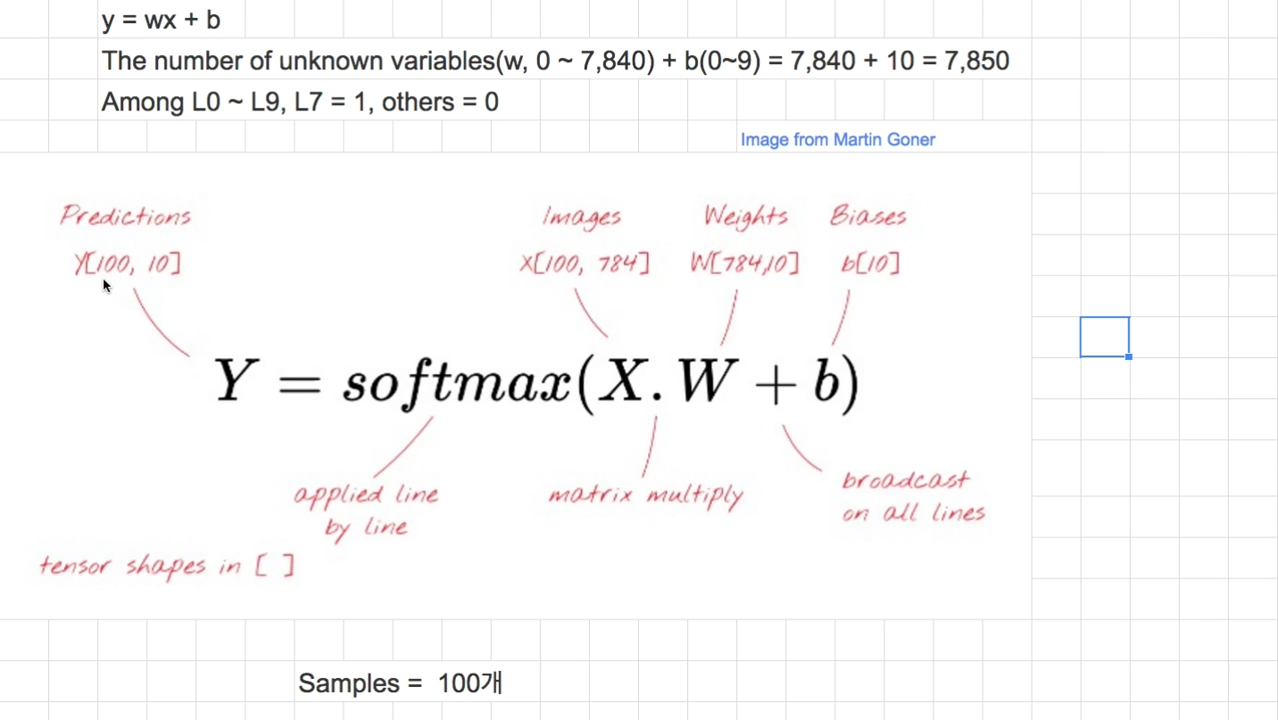 y = wx + b
The number of unknown variables(w, 0 ~ 7,840) + b(0~9) = 7,840 + 10 = 7,850
Among L0 ~ L9, L7 = 1, others = 0
Image from Martin Goner
Predictions
Images
Weights
Biases
Y[100, 10]
X[100, 784]
W[784,10]
b[10]
Y = softmax(X.W + b)
applied line
by line
matrix multiply
broadcast
on all lines
tensor shapes in [ ]
Samples = 100개